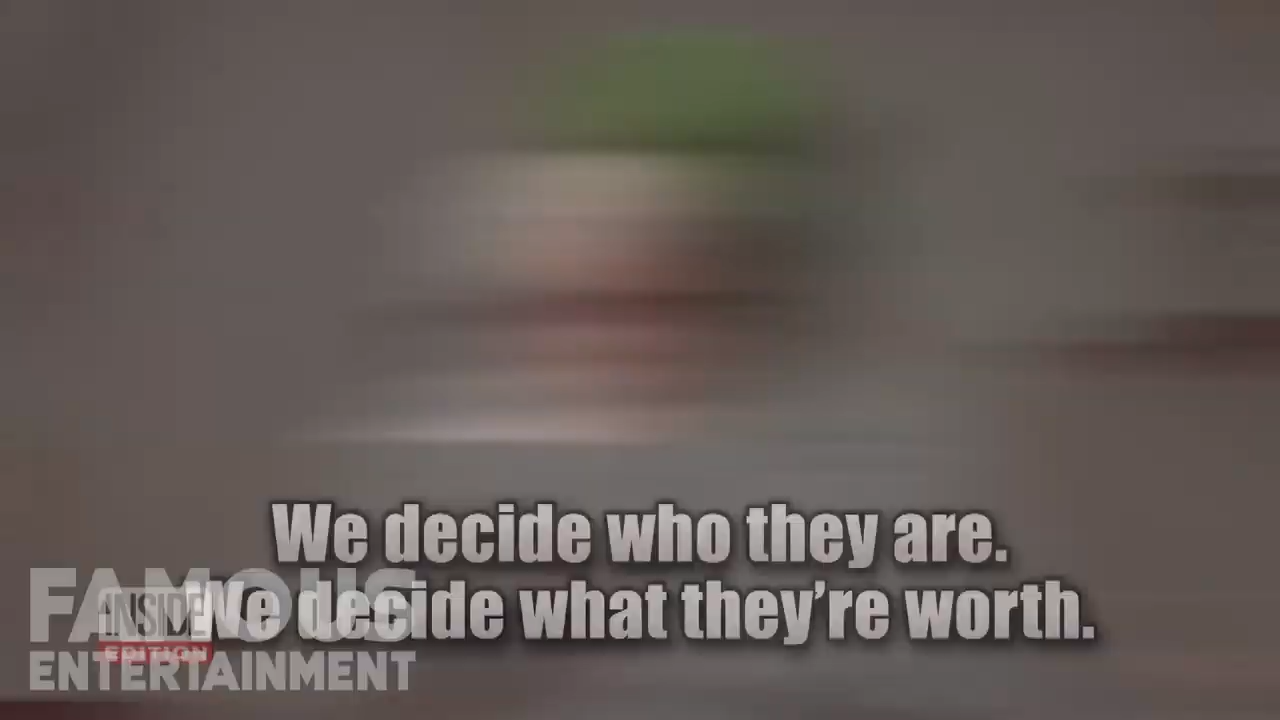 We decide who they are.
We decide what they're worth.
FAMOUS
ENTERTAINMENT
INSIDE
EDITION